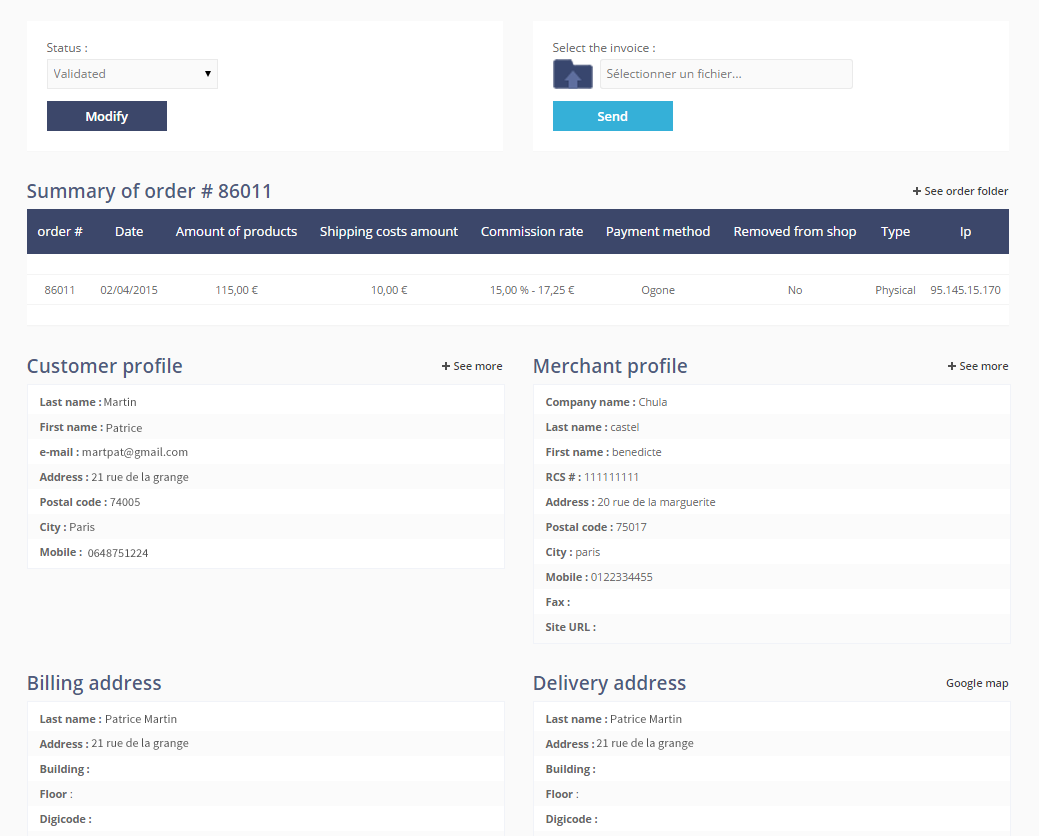 Status :
Validated
Modify
Select the invoice :
Sélectionner un fichier...
Send
Summary of order # 86011
+ See order folder
order # Date Amount of products Shipping costs amount Commission rate Payment method Removed from shop Type Ip
86011 02/04/2015 115,00 € 10,00 € 15,00 % - 17,25 € Ogone No Physical 95.145.15.170
Customer profile
+ See more
Last name : Martin
First name : Patrice
e-mail : martpat@gmail.com
Address : 21 rue de la grange
Postal code : 74005
City : Paris
Mobile : 0648751224
Merchant profile
+ See more
Company name : Chula
Last name : castel
First name : benedicte
RCS # : 111111111
Address : 20 rue de la marguerite
Postal code : 75017
City : paris
Mobile : 0122334455
Fax :
Site URL :
Billing address
Last name : Patrice Martin
Address : 21 rue de la grange
Building :
Floor :
Digicode :
Delivery address
Google map
Last name : Patrice Martin
Address : 21 rue de la grange
Building :
Floor :
Digicode :